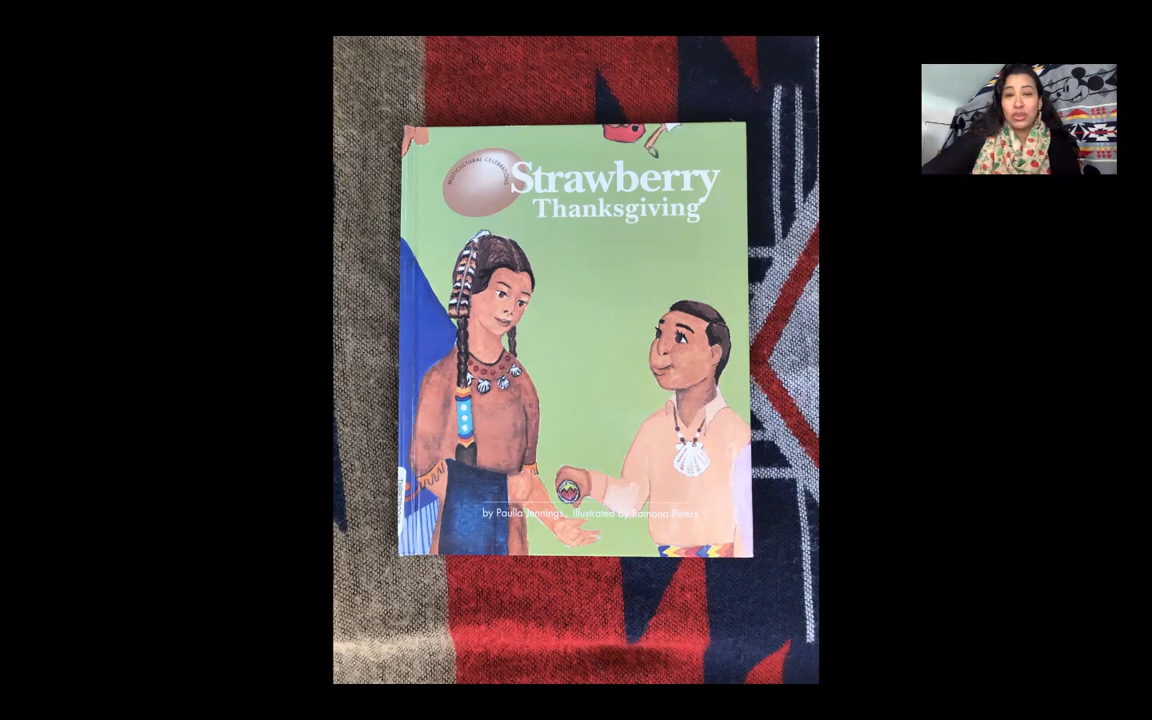 MULTICULTURAL CELEBRATIONS
Strawberry
Thanksgiving
by Paulla Jennings Illustrated by Ramona Peters